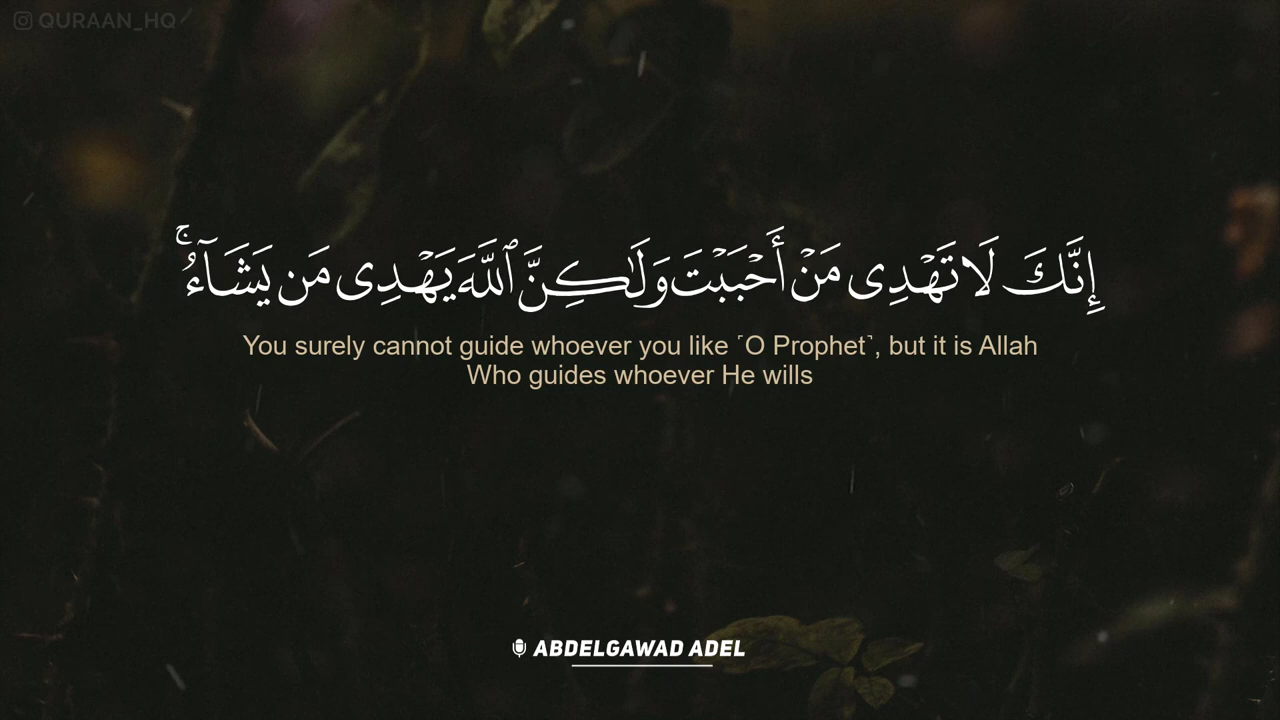 QURAAN_HQ
إِنَّكَ لَا تَهْدِى مَنْ أَحْبَبْتَ وَلَٰكِنَّ ٱللَّهَ يَهْدِى مَن يَشَآءُ ۚ
You surely cannot guide whoever you like ˹O Prophet˺, but it is Allah
Who guides whoever He wills
ABDELGAWAD ADEL